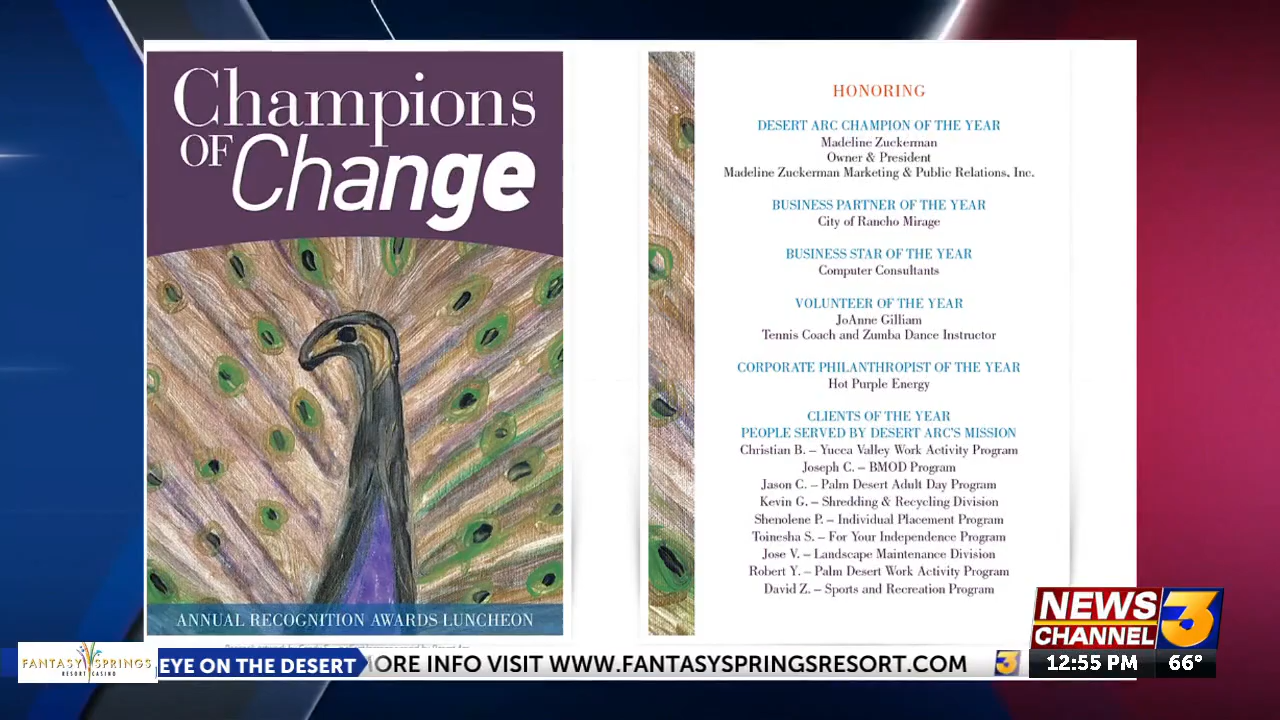 Champions
OF Change
ANNUAL RECOGNITION AWARDS LUNCHEON
HONORING
DESERT ARC CHAMPION OF THE YEAR
Madeline Zuckerman
Owner & President
Madeline Zuckerman Marketing & Public Relations, Inc.
BUSINESS PARTNER OF THE YEAR
City of Rancho Mirage
BUSINESS STAR OF THE YEAR
Computer Consultants
VOLUNTEER OF THE YEAR
JoAnne Gilliam
Tennis Coach and Zumba Dance Instructor
CORPORATE PHILANTHROPIST OF THE YEAR
Hot Purple Energy
CLIENTS OF THE YEAR
PEOPLE SERVED BY DESERT ARC'S MISSION
Christian B. – Yucca Valley Work Activity Program
Joseph C. – BMOD Program
Jason C. – Palm Desert Adult Day Program
Kevin G. – Shredding & Recycling Division
Shenolene P. – Individual Placement Program
Toinesha S. – For Your Independence Program
Jose V. – Landscape Maintenance Division
Robert Y. – Palm Desert Work Activity Program
David Z. – Sports and Recreation Program
NEWS
CHANNEL 3
12:55 PM 66°
FANTASY SPRINGS
RESORT CASINO
EYE ON THE DESERT
MORE INFO VISIT WWW.FANTASYSPRINGSRESORT.COM 3